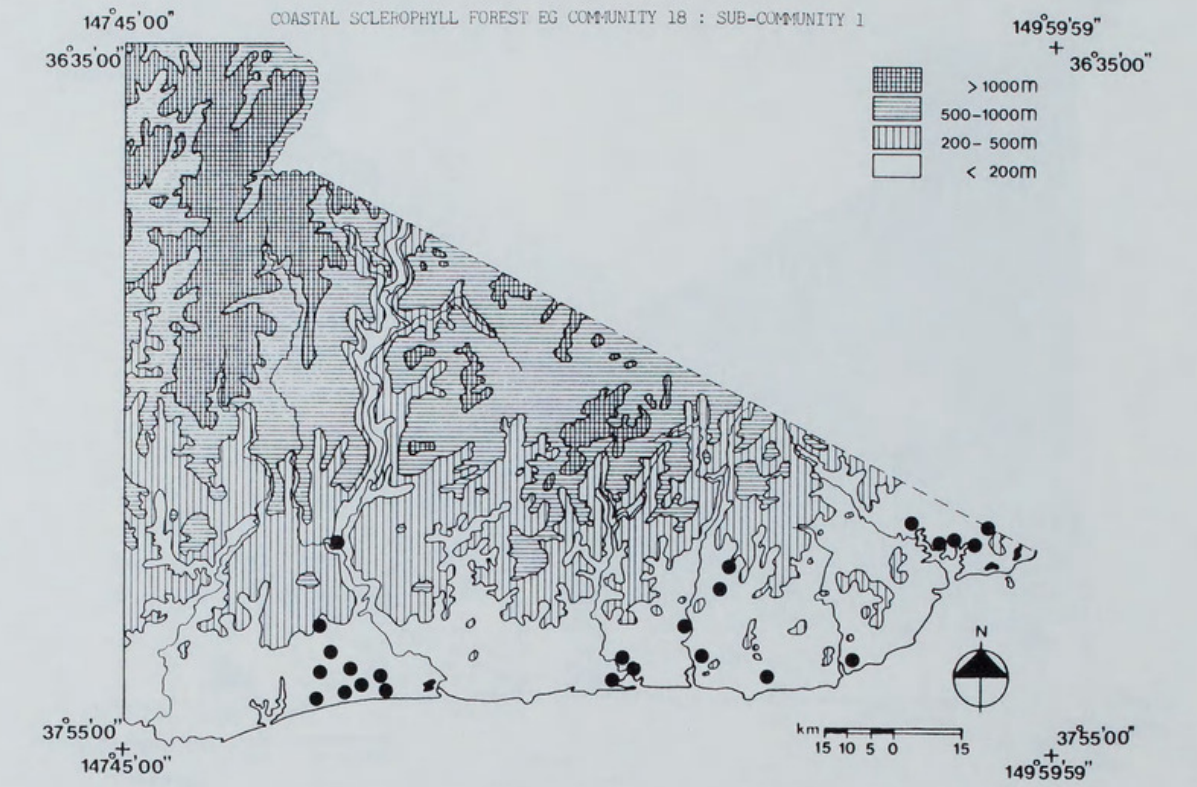 COASTAL SCLEROPHYLL FOREST EG COMMUNITY 18 : SUB-COMMUNITY 1
147°45'00"
36°35'00"
149°59'59"
36°35'00"
>1000m
500-1000m
200-500m
< 200m
N
km
15 10 5 0 15
37°55'00"
147°45'00"
37°55'00"
149°59'59"